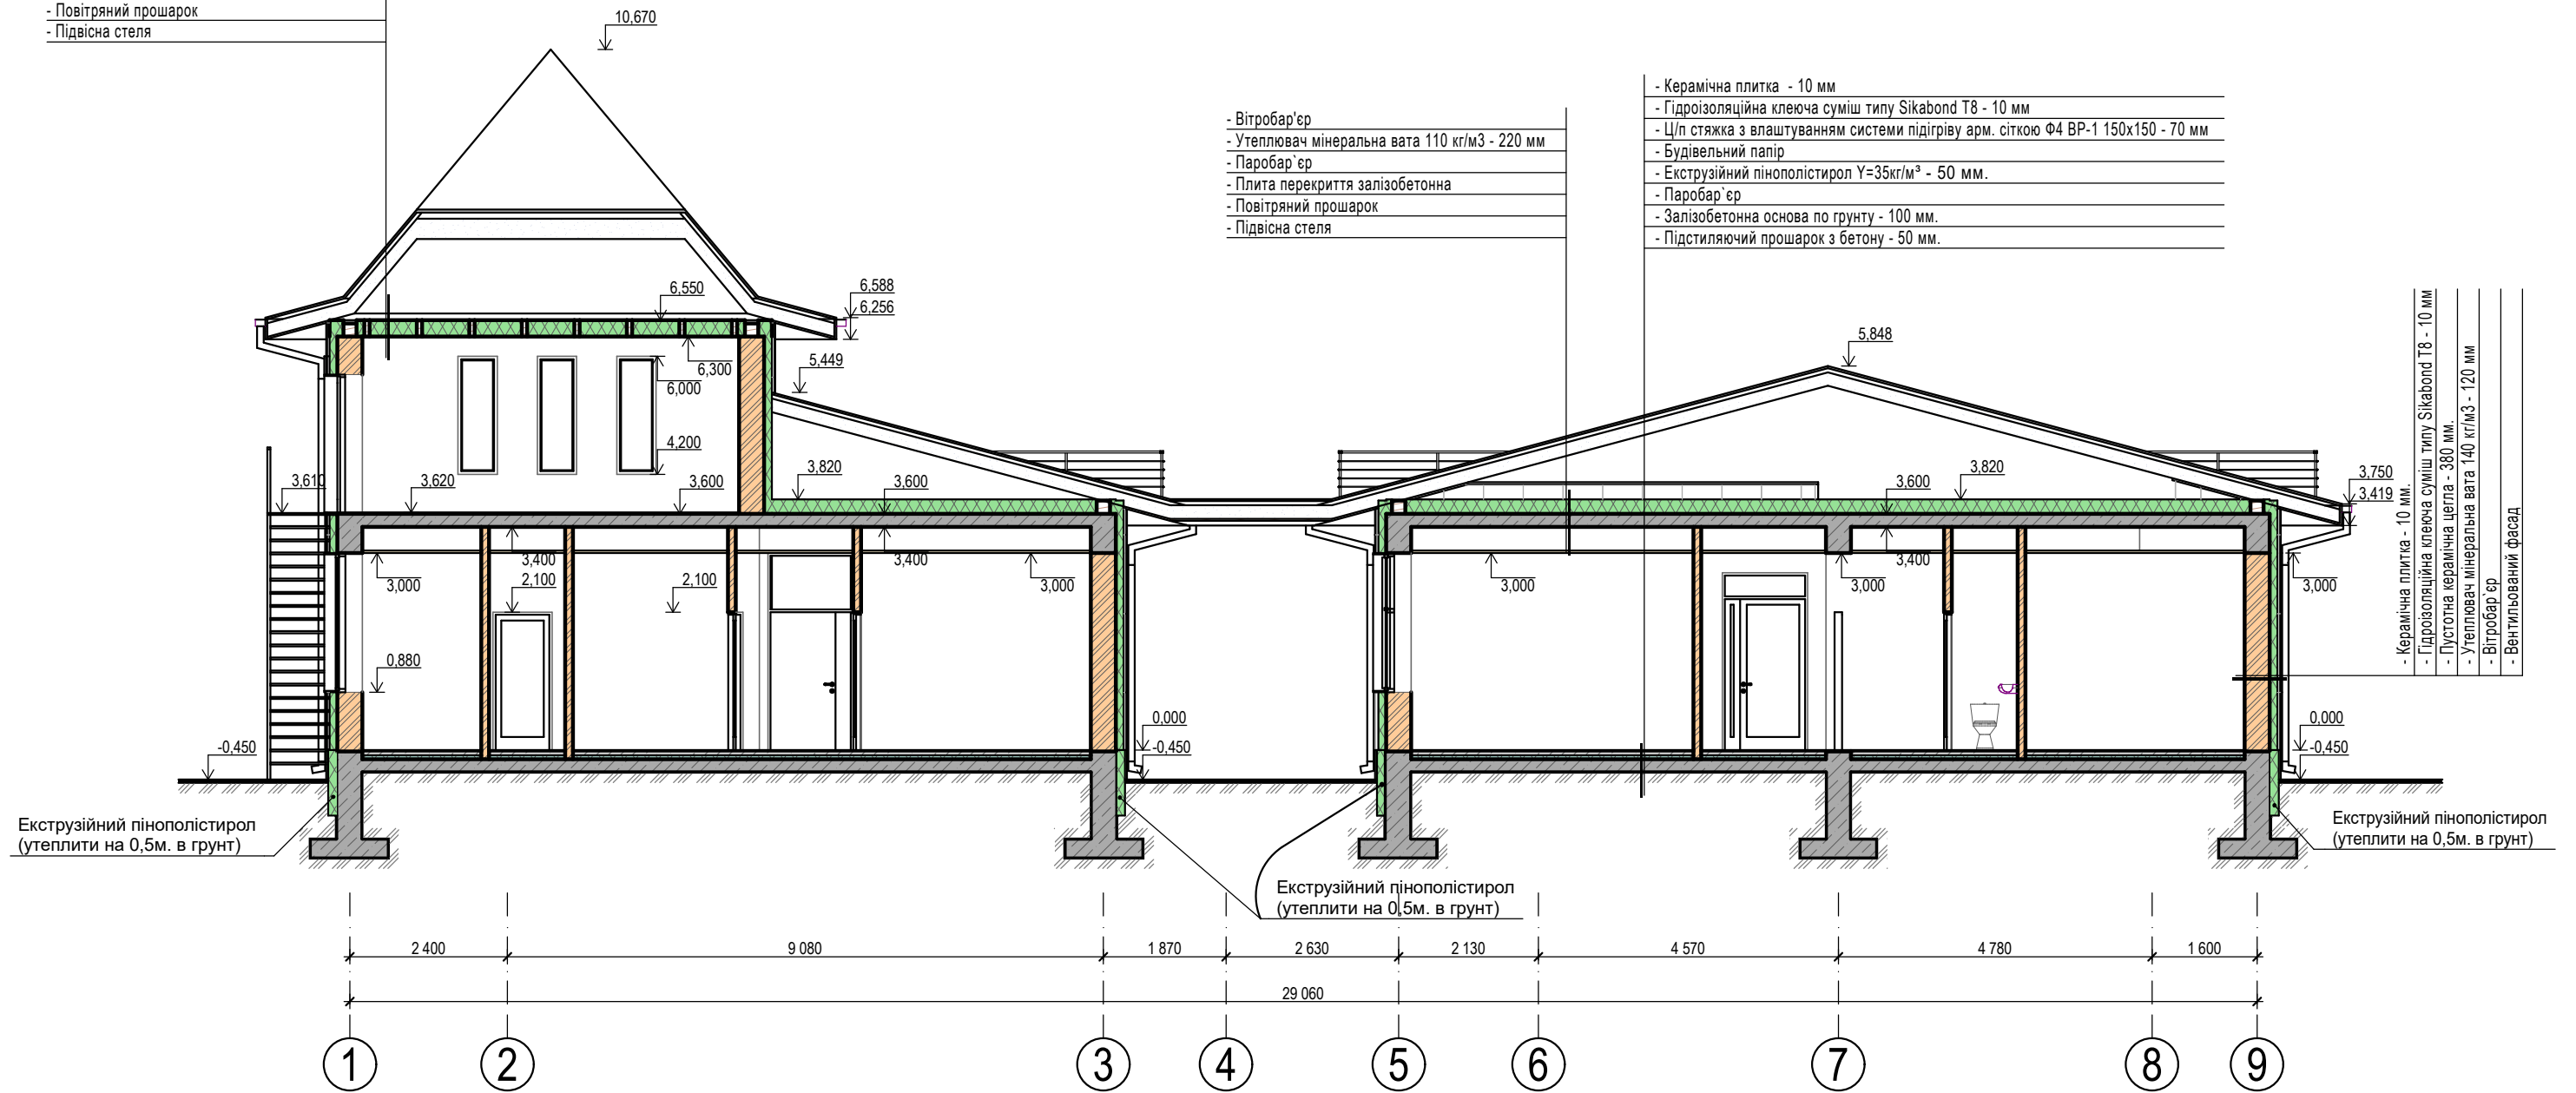 - Повітряний прошарок
- Підвісна стеля
10,670
- Вітробар'єр
- Утеплювач мінеральна вата 110 кг/м3 - 220 мм
- Паробар`єр
- Плита перекриття залізобетонна
- Повітряний прошарок
- Підвісна стеля
- Керамічна плитка - 10 мм
- Гідроізоляційна клеюча суміш типу Sikabond T8 - 10 мм
- Ц/п стяжка з влаштуванням системи підігріву арм. сіткою Ф4 ВР-1 150х150 - 70 мм
- Будівельний папір
- Екструзійний пінополістирол Y=35кг/м³ - 50 мм.
- Паробар`єр
- Залізобетонна основа по грунту - 100 мм.
- Підстиляючий прошарок з бетону - 50 мм.
- Керамічна плитка - 10 мм.
- Гідроізоляційна клеюча суміш типу Sikabond T8 - 10 мм
- Пустотна керамічна цегла - 380 мм.
- Утеплювач мінеральна вата 140 кг/м3 - 120 мм
- Вітробар`єр
- Вентильований фасад
6,550
6,588
6,256
6,300
6,000
5,449
5,848
4,200
3,610
3,620
3,600
3,820
3,600
3,600
3,820
3,750
3,419
3,400
3,400
3,400
3,000
2,100
2,100
3,000
3,000
3,000
3,000
0,880
0,000
-0,450
-0,450
0,000
-0,450
Екструзійний пінополістирол
(утеплити на 0,5м. в грунт)
Екструзійний пінополістирол
(утеплити на 0,5м. в грунт)
Екструзійний пінополістирол
(утеплити на 0,5м. в грунт)
2 400 9 080 1 870 2 630 2 130 4 570 4 780 1 600
29 060
1 2 3 4 5 6 7 8 9